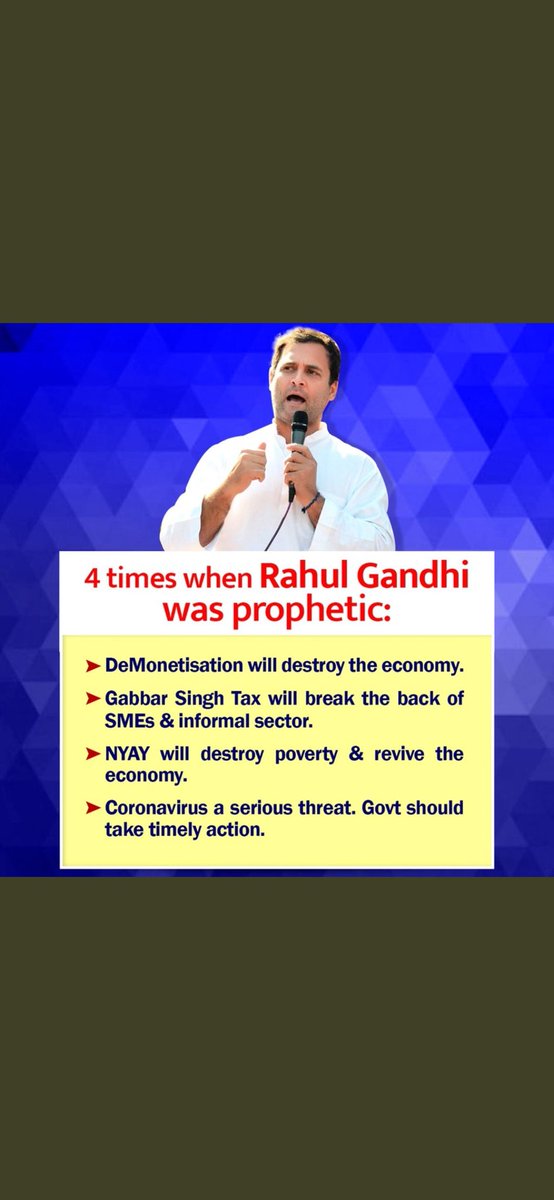 4 times when Rahul Gandhi
was prophetic:
➤ DeMonetisation will destroy the economy.
➤ Gabbar Singh Tax will break the back of
SMEs & informal sector.
➤ NYAY will destroy poverty & revive the
economy.
➤ Coronavirus a serious threat. Govt should
take timely action.